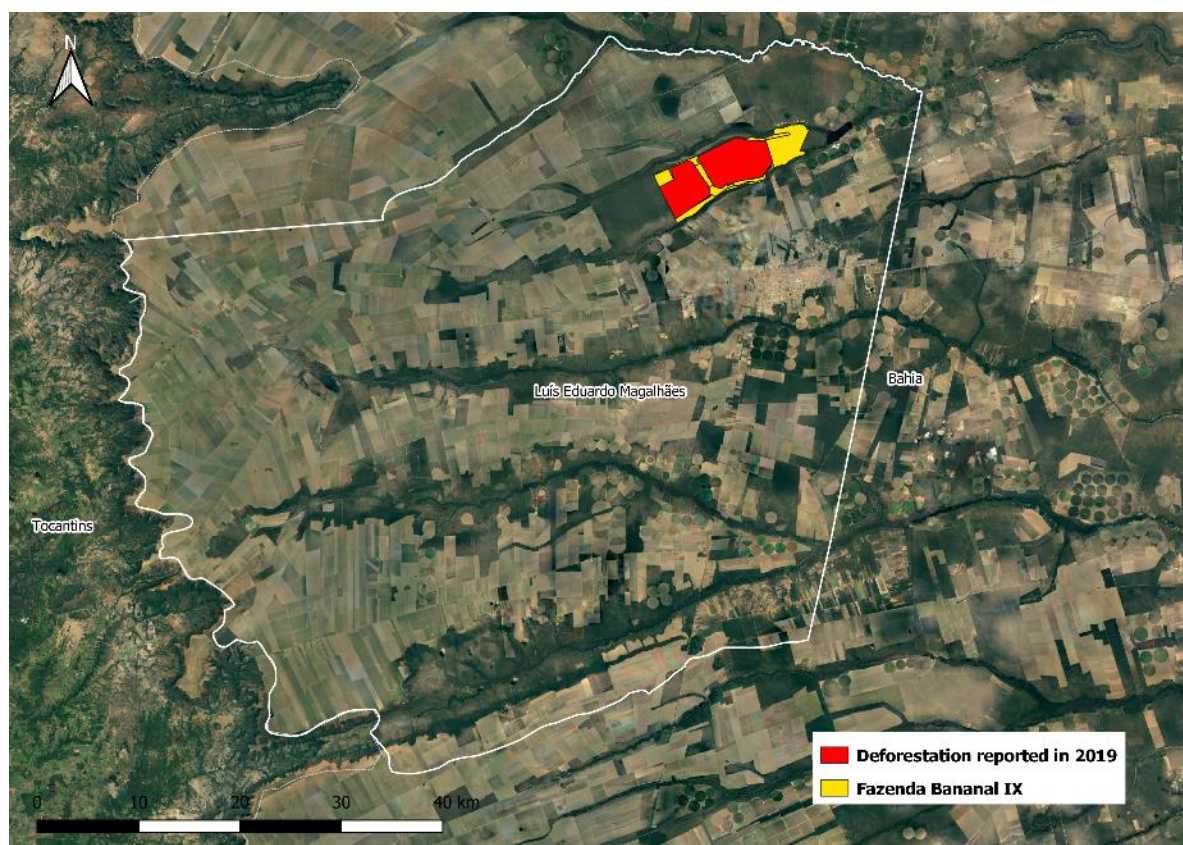 N
Luís Eduardo Magalhães
Bahia
Tocantins
Deforestation reported in 2019
Fazenda Bananal IX
0 10 20 30 40 km